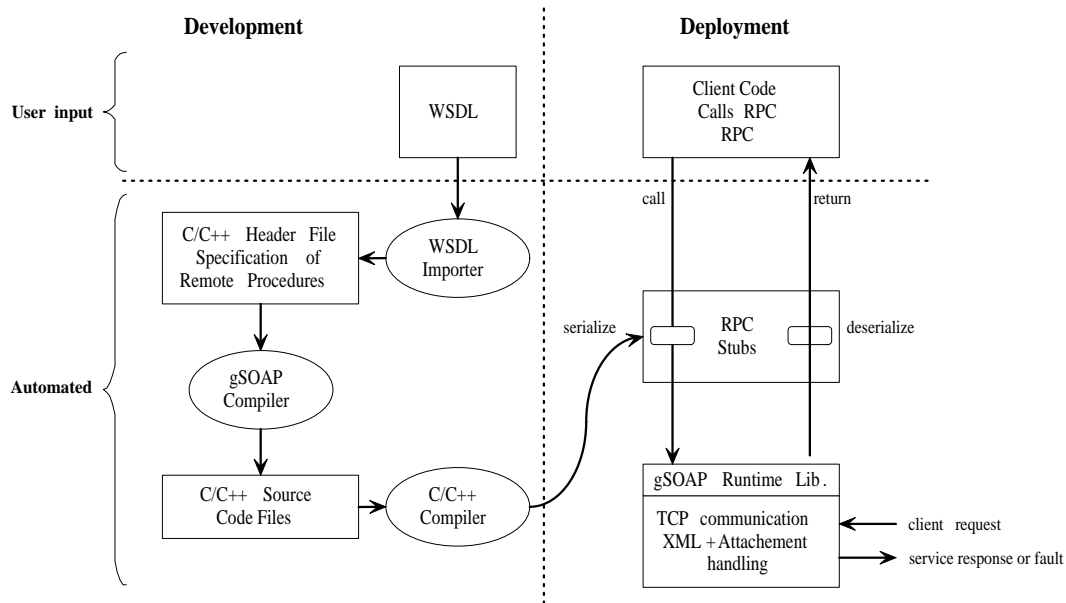 Development
Deployment
User input
WSDL
Client Code
Calls RPC
RPC
call
return
C/C++ Header File
Specification of
Remote Procedures
WSDL
Importer
serialize
RPC
Stubs
deserialize
Automated
gSOAP
Compiler
C/C++ Source
Code Files
C/C++
Compiler
gSOAP Runtime Lib.
TCP communication
XML + Attachement
handling
client request
service response or fault